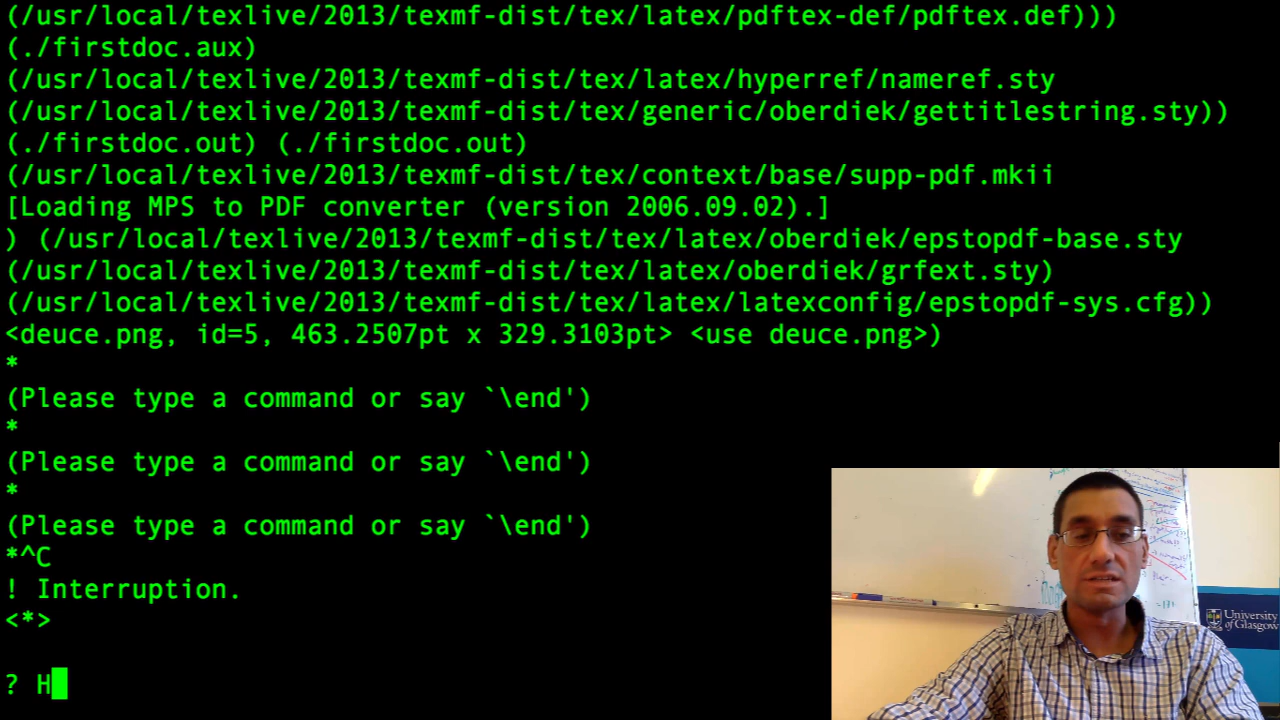 (/usr/local/texlive/2013/texmf-dist/tex/latex/pdftex-def/pdftex.def)))
(./firstdoc.aux)
(/usr/local/texlive/2013/texmf-dist/tex/latex/hyperref/nameref.sty
(/usr/local/texlive/2013/texmf-dist/tex/generic/oberdiek/gettitlestring.sty))
(./firstdoc.out) (./firstdoc.out)
(/usr/local/texlive/2013/texmf-dist/tex/context/base/supp-pdf.mkii
[Loading MPS to PDF converter (version 2006.09.02).]
) (/usr/local/texlive/2013/texmf-dist/tex/latex/oberdiek/epstopdf-base.sty
(/usr/local/texlive/2013/texmf-dist/tex/latex/oberdiek/grfext.sty)
(/usr/local/texlive/2013/texmf-dist/tex/latex/latexconfig/epstopdf-sys.cfg))
<deuce.png, id=5, 463.2507pt x 329.3103pt> <use deuce.png>)
*
(Please type a command or say `\end')
*
(Please type a command or say `\end')
*
(Please type a command or say `\end')
*^C
! Interruption.
<*>
? H
University
of Glasgow